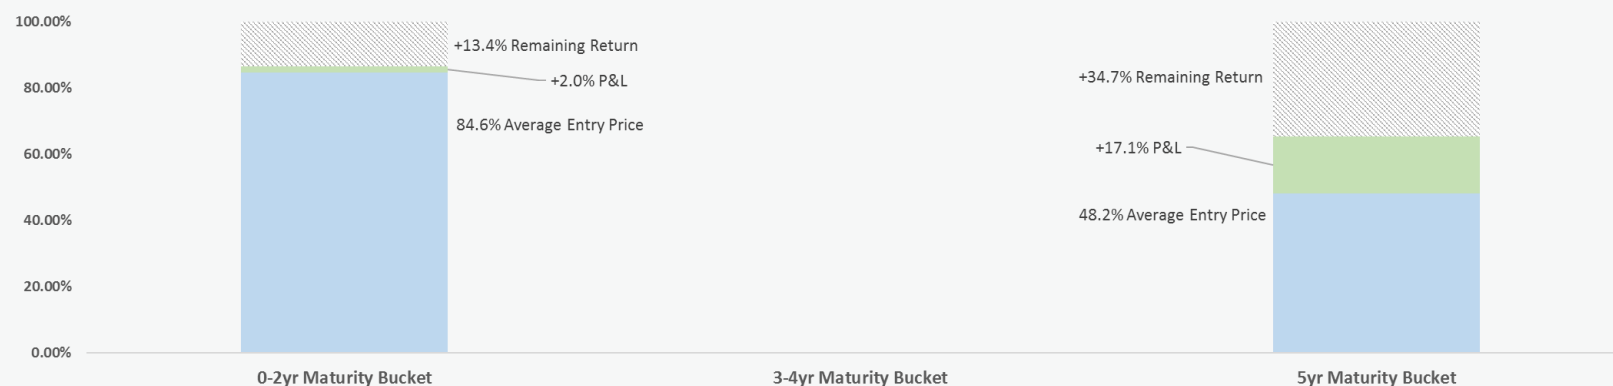 100.00%
80.00%
60.00%
40.00%
20.00%
0.00%
+13.4% Remaining Return
+2.0% P&L
84.6% Average Entry Price
+34.7% Remaining Return
+17.1% P&L
48.2% Average Entry Price
0-2yr Maturity Bucket
3-4yr Maturity Bucket
5yr Maturity Bucket